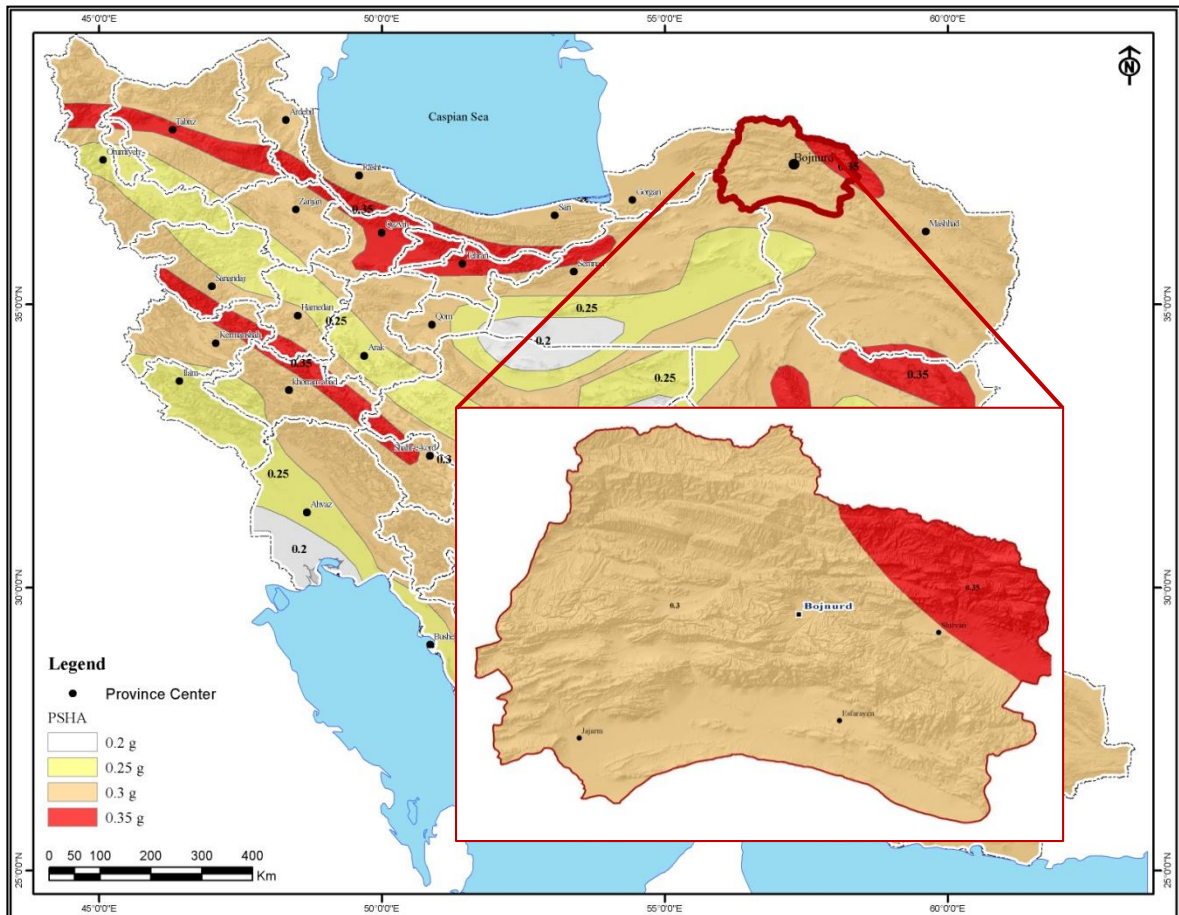 45°0'0"E
50°0'0"E
55°0'0"E
60°0'0"E
N
Caspian Sea
Ardebil
Tabriz
Orumiyeh
Rasht
Bojnurd
0.35
Zanjan
Gorgan
Sari
0.35
Qazvin
Mashhad
Tehran
Semnan
Sanandaj
35°0'0"N
35°0'0"N
Hamedan
0.25
0.25
Qom
Kermanshah
0.2
Arak
0.35
0.25
0.35
Ilam
khorramabad
Shahr-e-kord
0.3
0.25
Ahvaz
0.2
30°0'0"N
30°0'0"N
0.35
0.3
Bojnurd
Shirvan
Esfarayen
Jajarm
Legend
Province Center
PSHA
0.2 g
0.25 g
0.3 g
0.35 g
0 50 100 200 300 400
Km
25°0'0"N
25°0'0"N
45°0'0"E
50°0'0"E
55°0'0"E
60°0'0"E